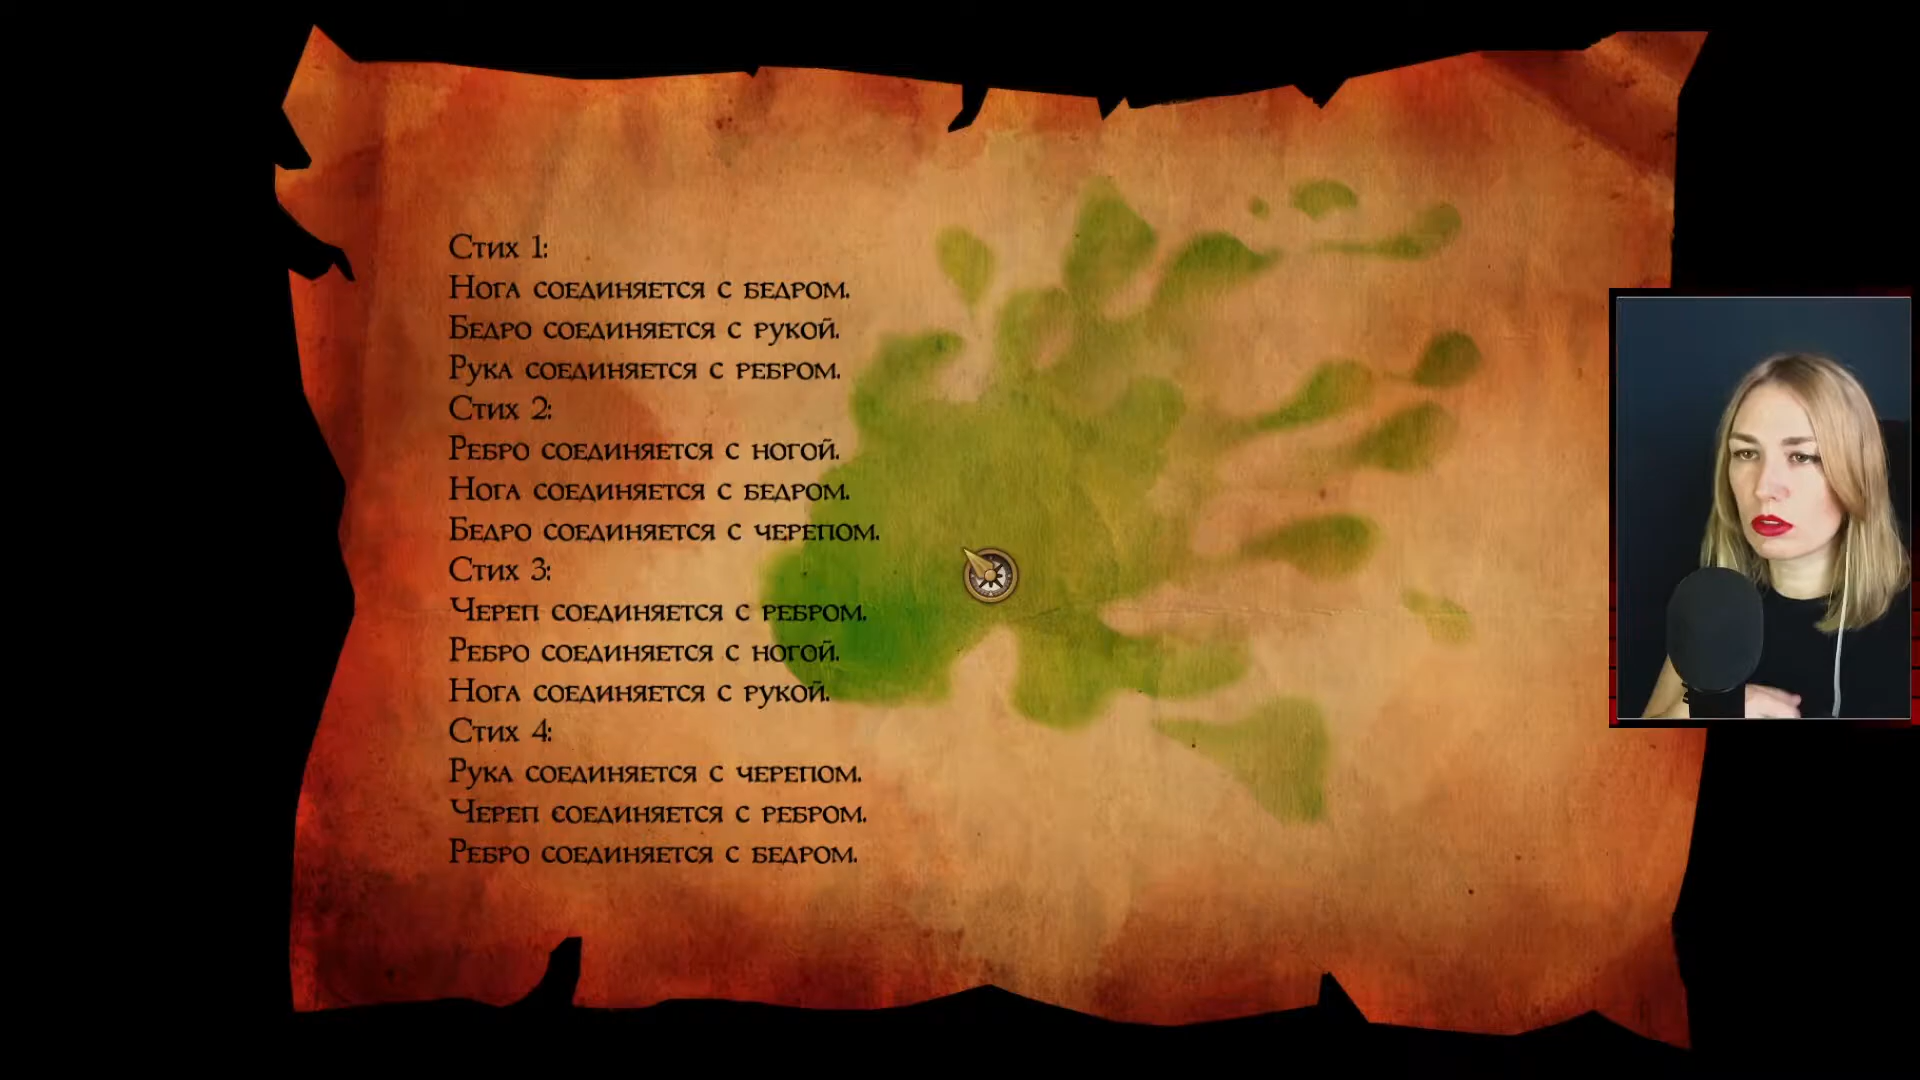 Стих 1:
Нога соединяется с бедром.
Бедро соединяется с рукой.
Рука соединяется с ребром.
Стих 2:
Ребро соединяется с ногой.
Нога соединяется с бедром.
Бедро соединяется с черепом.
Стих 3:
Череп соединяется с ребром.
Ребро соединяется с ногой.
Нога соединяется с рукой.
Стих 4:
Рука соединяется с черепом.
Череп соединяется с ребром.
Ребро соединяется с бедром.